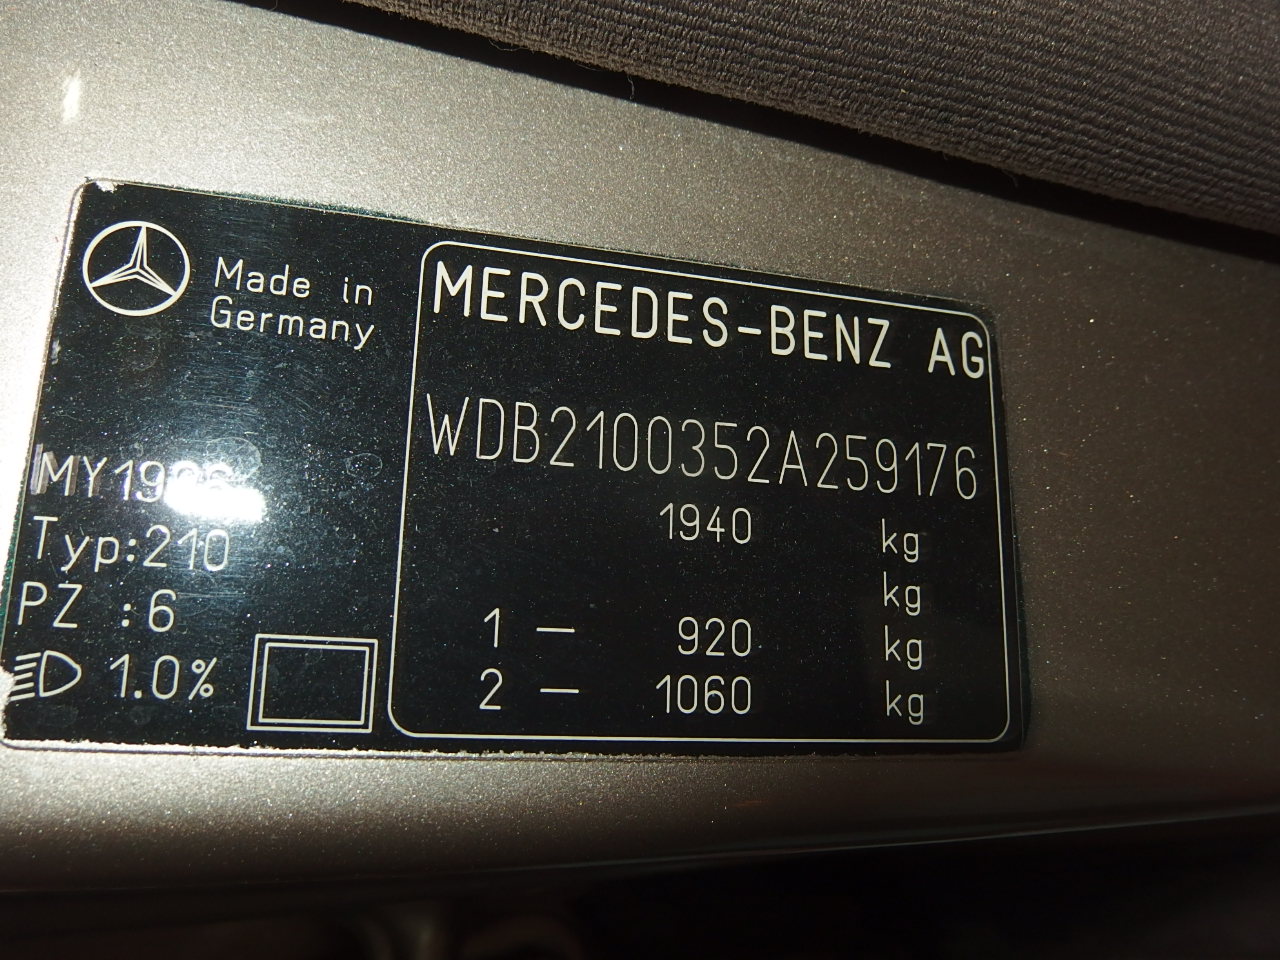 Made in
Germany
MERCEDES-BENZ AG
WDB2100352A259176
1940 kg
kg
1 — 920 kg
2 — 1060 kg
Typ:210
PZ :6
1.0%